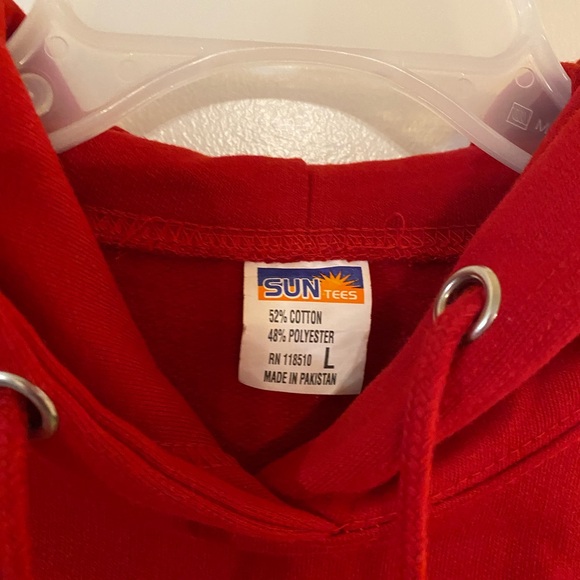 SUN
TEES
52% COTTON
48% POLYESTER
RN 118510 L
MADE IN PAKISTAN
M